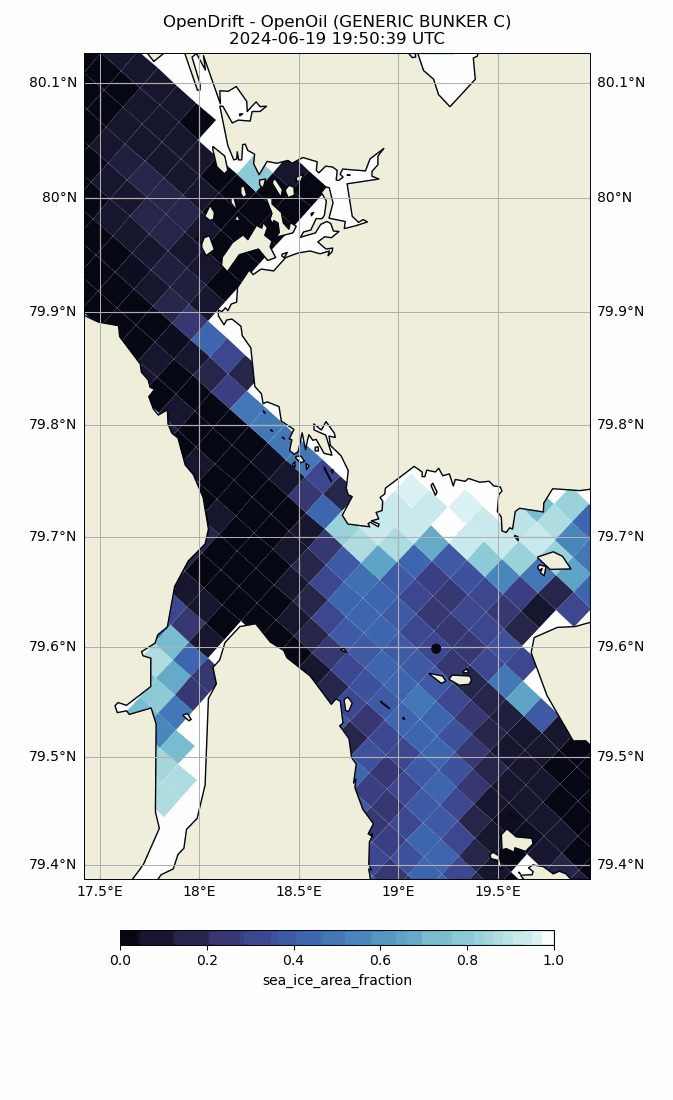 OpenDrift - OpenOil (GENERIC BUNKER C)
2024-06-19 19:50:39 UTC
80.1°N 80.1°N
80°N 80°N
79.9°N 79.9°N
79.8°N 79.8°N
79.7°N 79.7°N
79.6°N 79.6°N
79.5°N 79.5°N
79.4°N 79.4°N
17.5°E 18°E 18.5°E 19°E 19.5°E
0.0 0.2 0.4 0.6 0.8 1.0
sea_ice_area_fraction